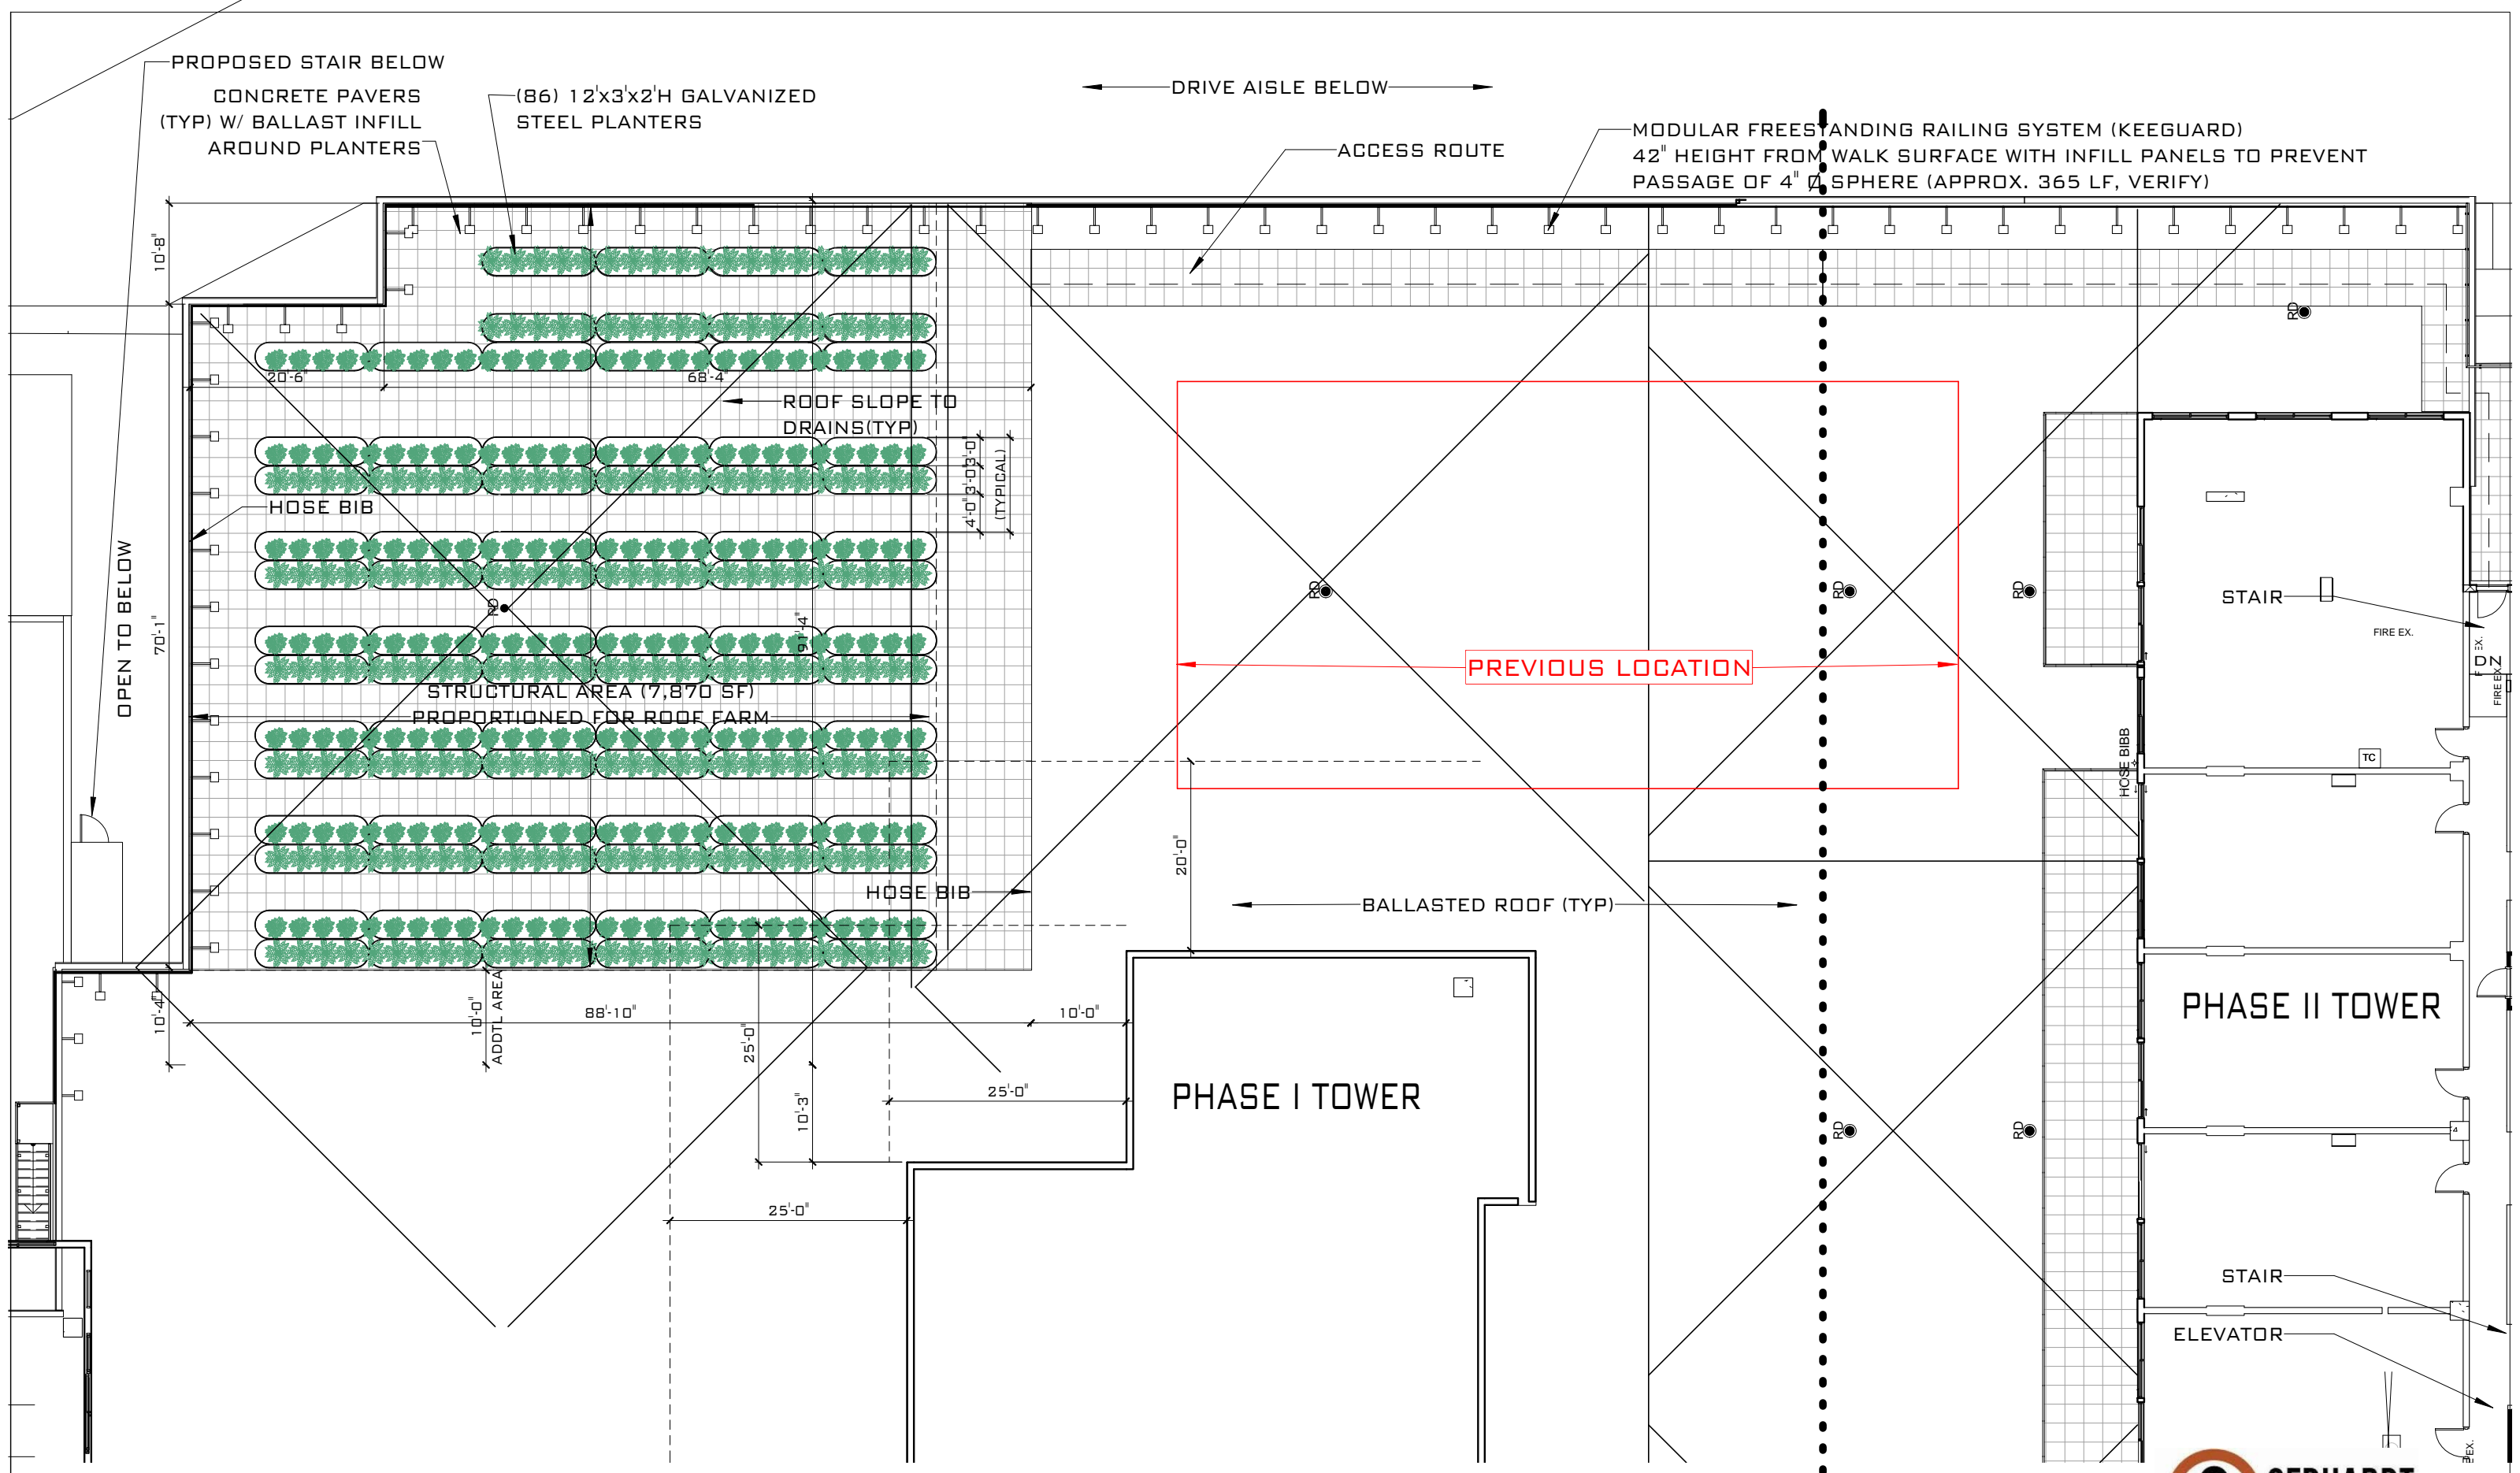 PROPOSED STAIR BELOW
CONCRETE PAVERS
(TYP) W/ BALLAST INFILL
AROUND PLANTERS
(86) 12'x3'x2'H GALVANIZED
STEEL PLANTERS
DRIVE AISLE BELOW
ACCESS ROUTE
MODULAR FREESTANDING RAILING SYSTEM (KEEGUARD)
42" HEIGHT FROM WALK SURFACE WITH INFILL PANELS TO PREVENT
PASSAGE OF 4" Ø SPHERE (APPROX. 365 LF, VERIFY)
10'-8"
RD
20'-6"
68'-4"
ROOF SLOPE TO
DRAINS(TYP)
3'-0"
3'-0"
4'-0"
(TYPICAL)
HOSE BIB
OPEN TO BELOW
70'-1"
RD
91'-4"
RD
RD
RD
STAIR
FIRE EX.
EX.
FIRE EX.
PREVIOUS LOCATION
STRUCTURAL AREA (7,870 SF)
PROPORTIONED FOR ROOF FARM
HOSE BIBB
TC
20'-0"
HOSE BIB
BALLASTED ROOF (TYP)
10'-4"
10'-0"
ADDTL AREA
88'-10"
10'-0"
25'-0"
25'-0"
10'-3"
PHASE I TOWER
PHASE II TOWER
RD
RD
25'-0"
STAIR
ELEVATOR
EX.